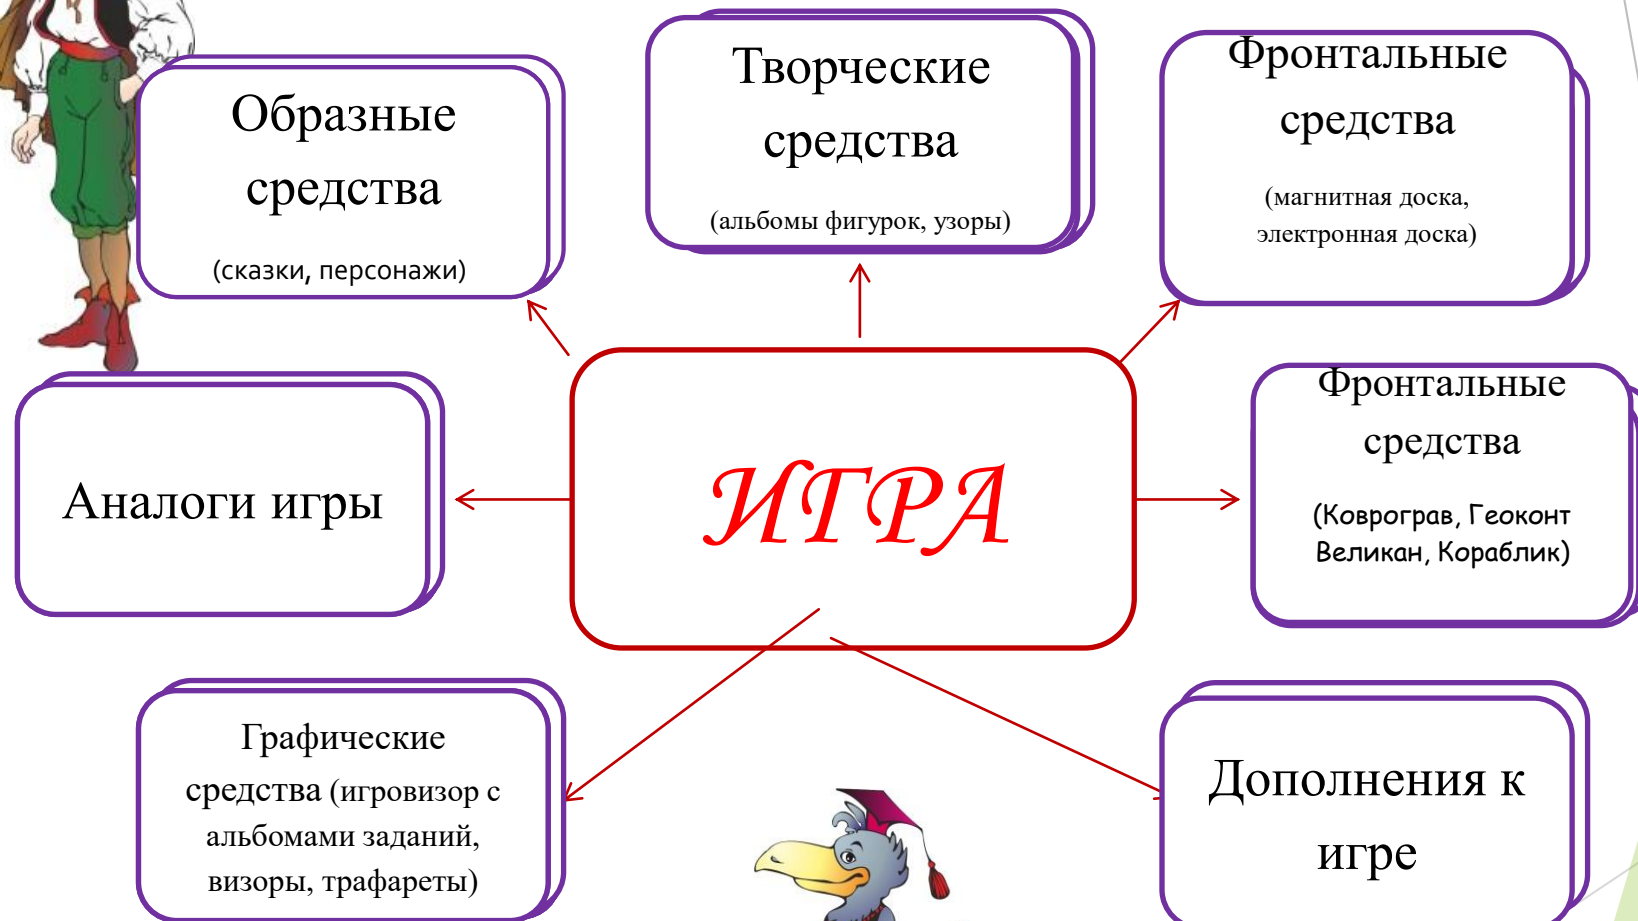 Образные
средства
(сказки, персонажи)
Творческие
средства
(альбомы фигурок, узоры)
Фронтальные
средства
(магнитная доска,
электронная доска)
Аналоги игры
ИГРА
Фронтальные
средства
(Коврограв, Геоконт
Великан, Кораблик)
Графические
средства (игровизор с
альбомами заданий,
визоры, трафареты)
Дополнения к
игре